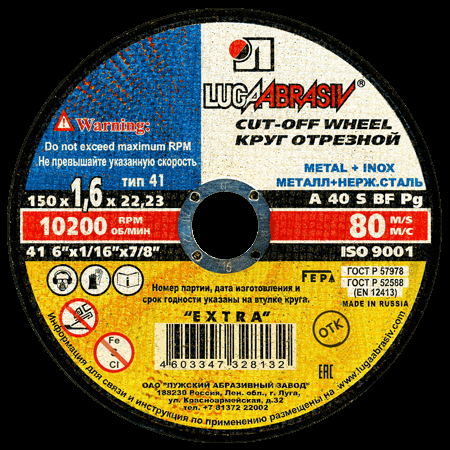 LUGAABRASIV®
CUT-OFF WHEEL
КРУГ ОТРЕЗНОЙ
Warning:
Do not exceed maximum RPM
Не превышайте указанную скорость
METAL + INOX
МЕТАЛЛ+НЕРЖ.СТАЛЬ
тип 41
150 x 1,6 x 22,23
A 40 S BF Pg
10200 RPM ОБ/МИН
80 M/S М/С
41 6"x1/16"x7/8"
ISO 9001
FEPA
ГОСТ Р 57978
ГОСТ Р 52588
(EN 12413)
MADE IN RUSSIA
Номер партии, дата изготовления и
срок годности указаны на втулке круга.
"EXTRA"
Fe
Cl
ОТК
4 603347 328132
EAC
ОАО "ЛУЖСКИЙ АБРАЗИВНЫЙ ЗАВОД"
188230 Россия, Лен. обл., г. Луга,
ул. Красноармейская, д.32
тел. +7 81372 22002
Информация для связи и инструкция по применению размещены на www.lugaabrasiv.com